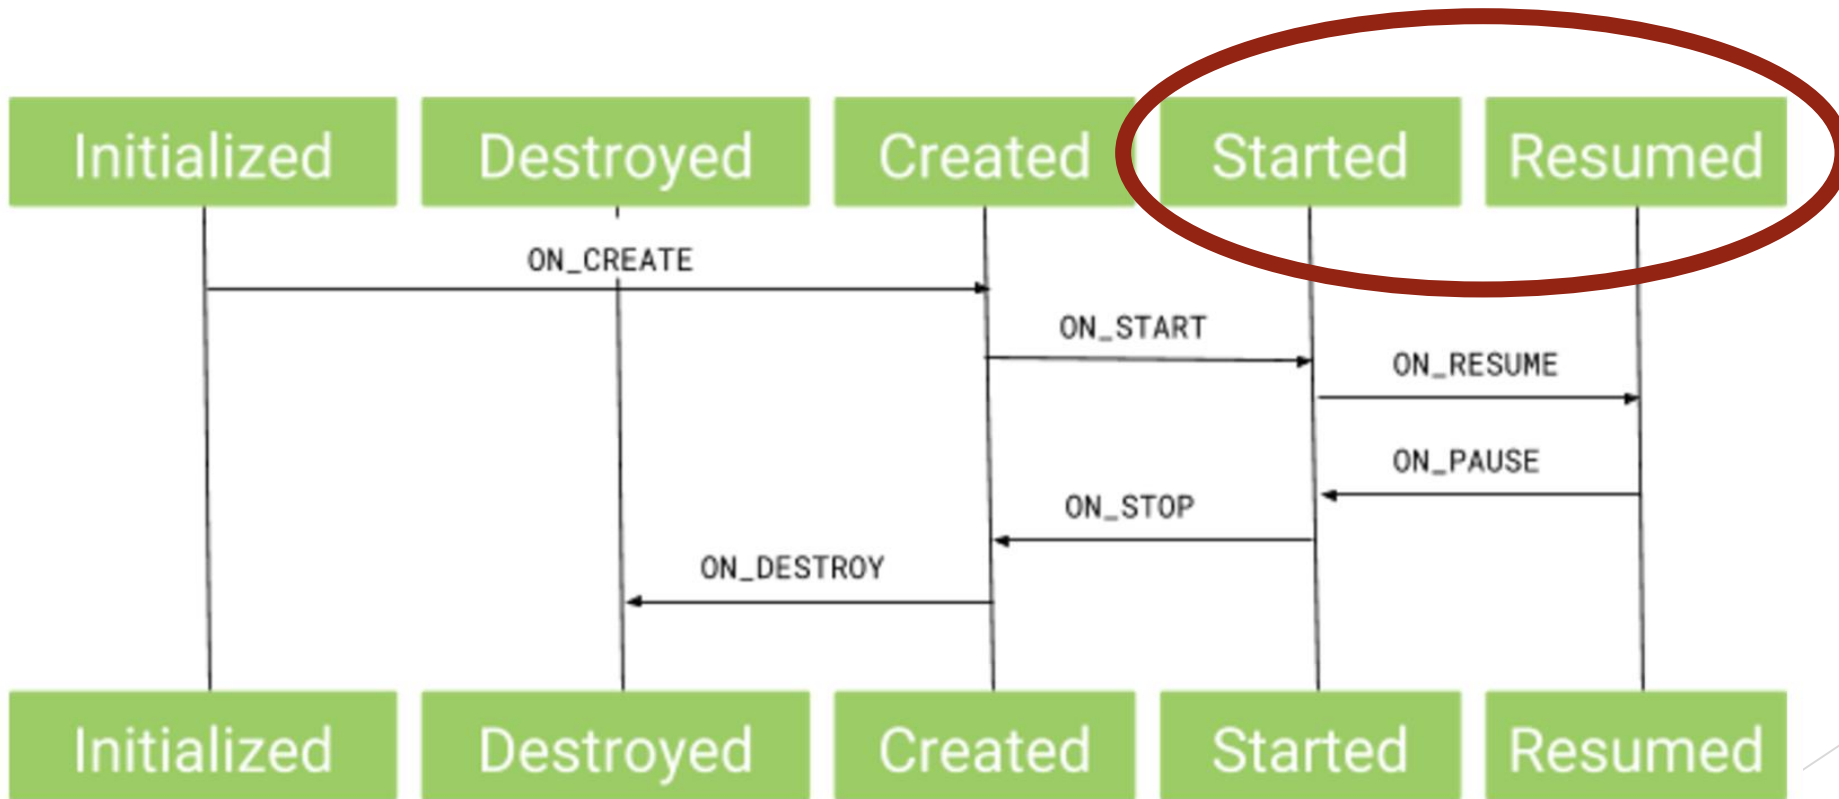 Initialized
Destroyed
Created
Started
Resumed
ON_CREATE
ON_START
ON_RESUME
ON_PAUSE
ON_STOP
ON_DESTROY
Initialized
Destroyed
Created
Started
Resumed